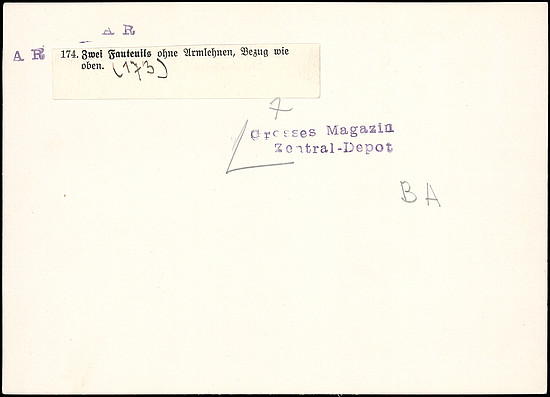 A R
A R
174. Zwei Fauteuils ohne Armlehnen, Bezug wie
oben. (173)
7
Grosses Magazin
Zentral-Depot
BA